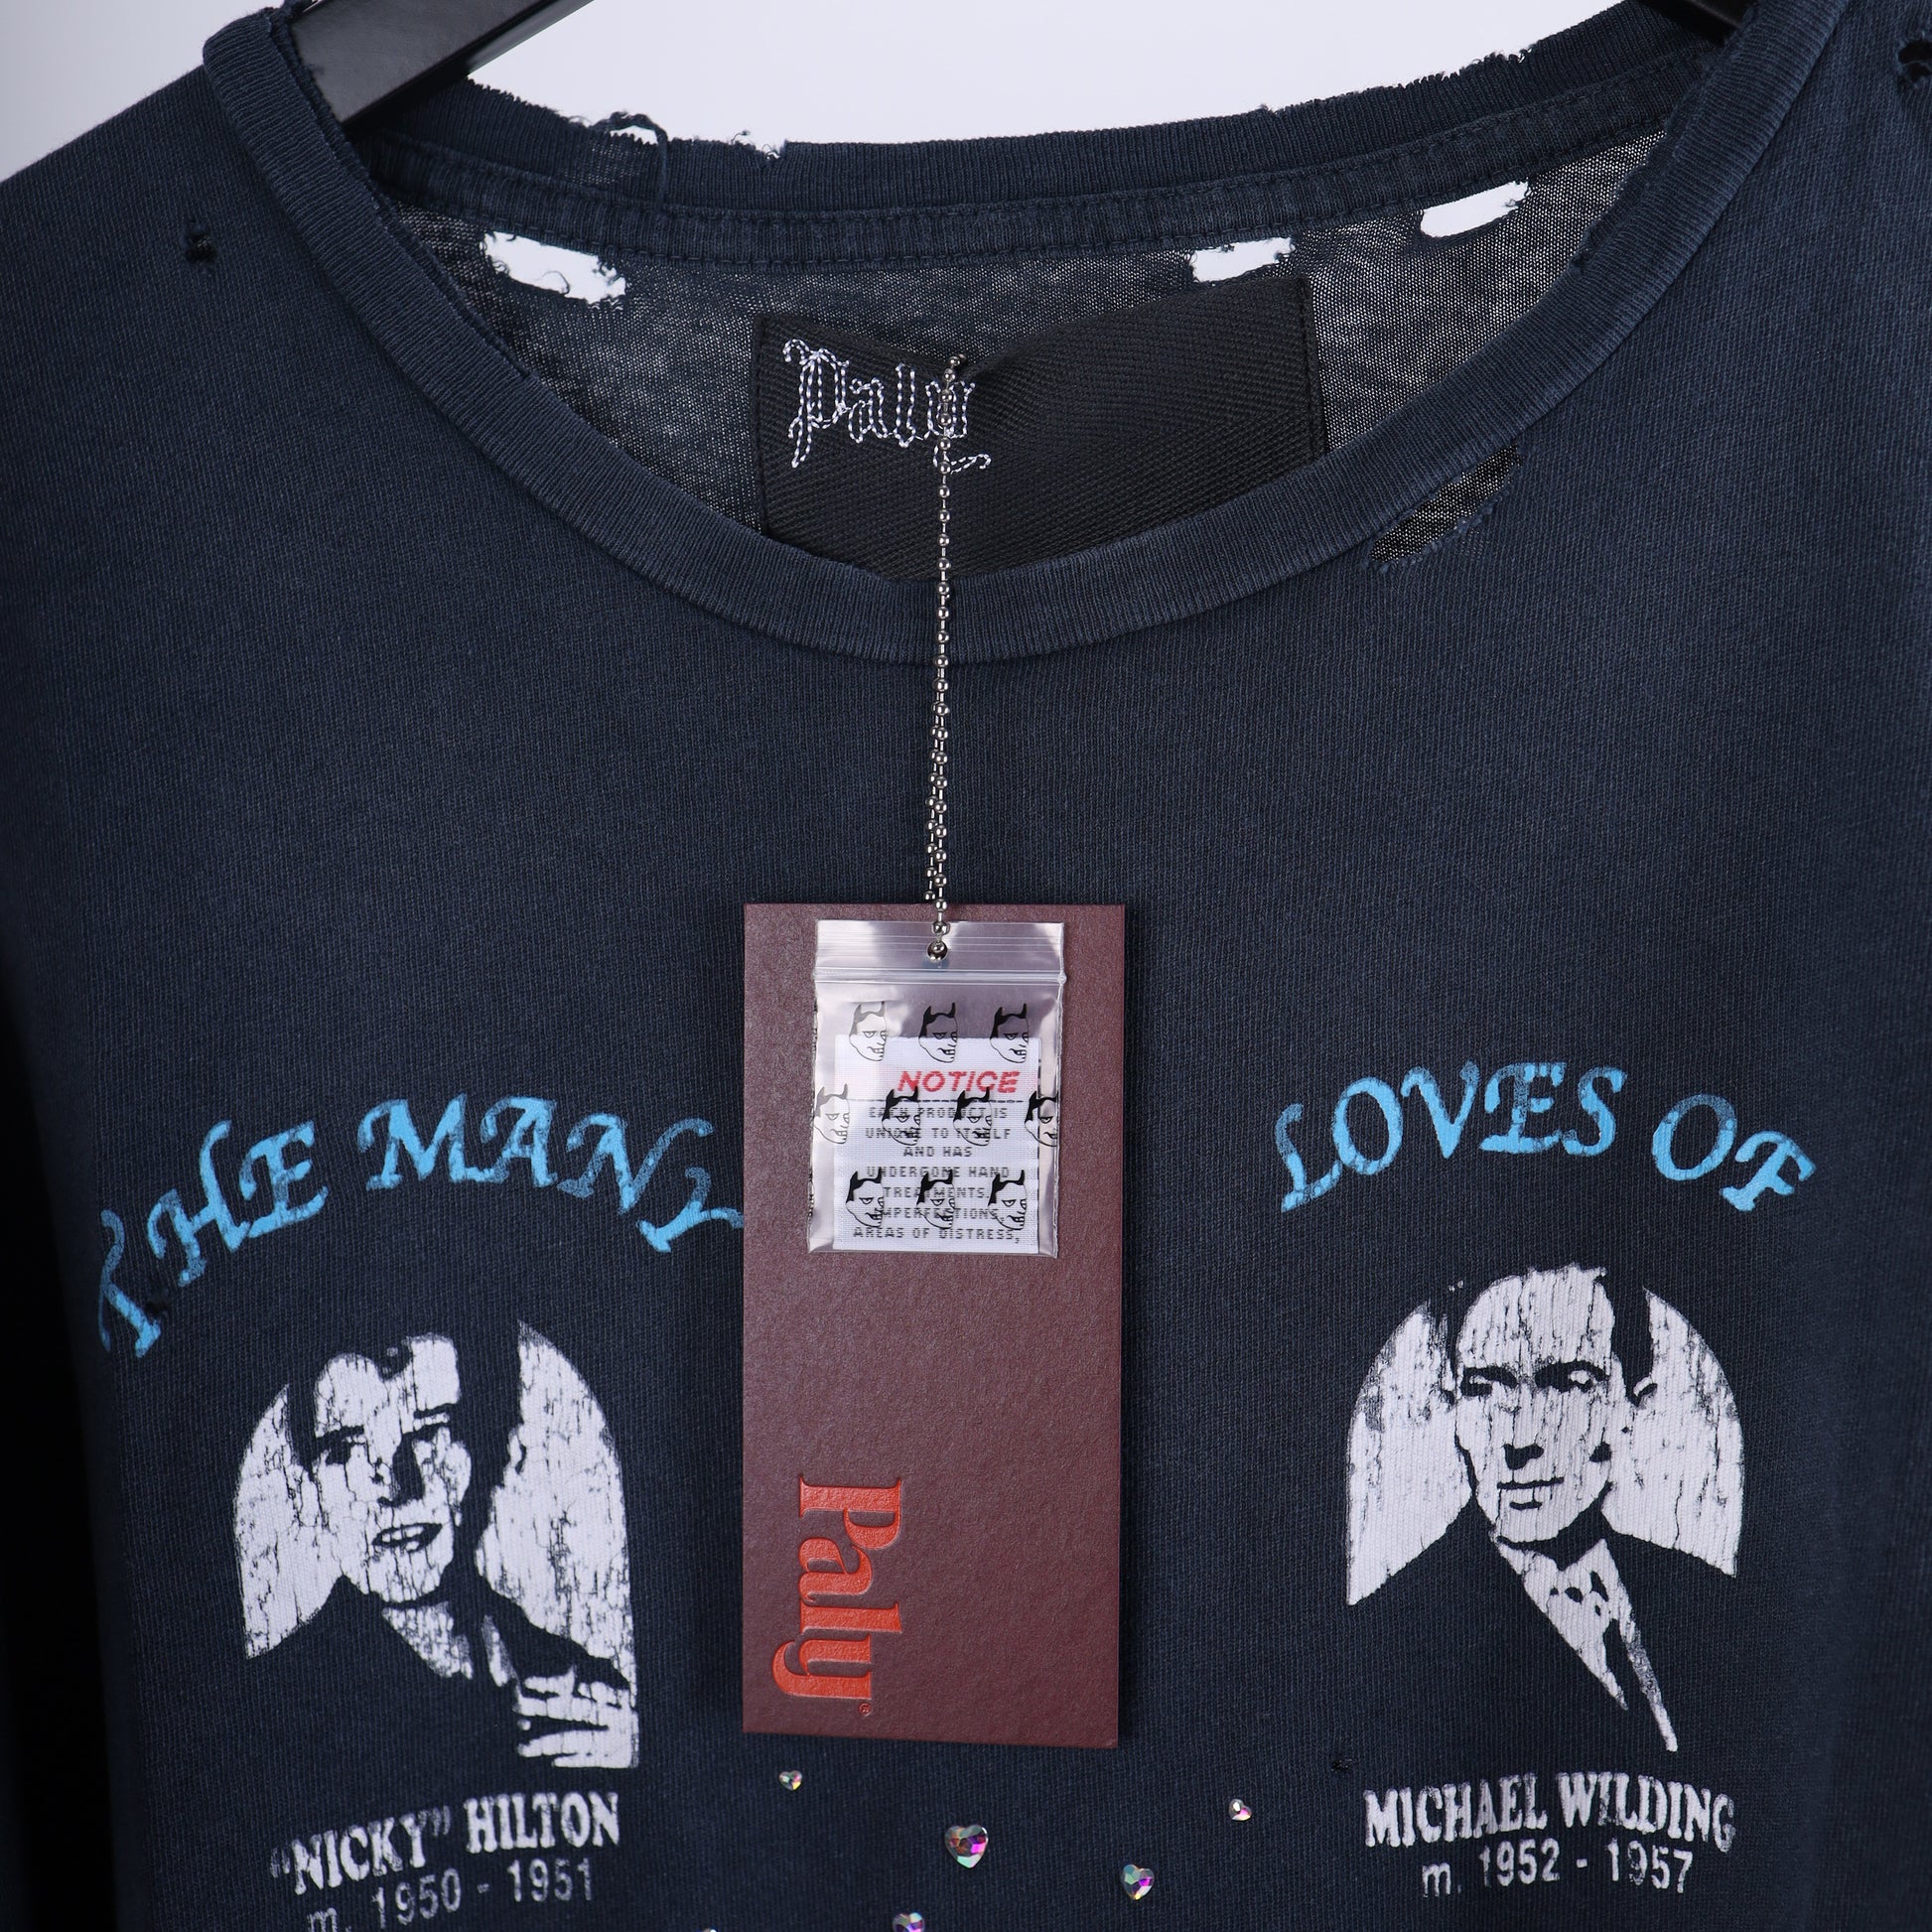 Paly
NOTICE
EACH PRODUCT IS
UNIQUE TO ITSELF
AND HAS
UNDERGONE HAND
TREATMENTS.
IMPERFECTIONS,
AREAS OF DISTRESS,
THE MANY
LOVES OF
Paly®
"NICKY" HILTON
m. 1950 - 1951
MICHAEL WILDING
m. 1952 - 1957